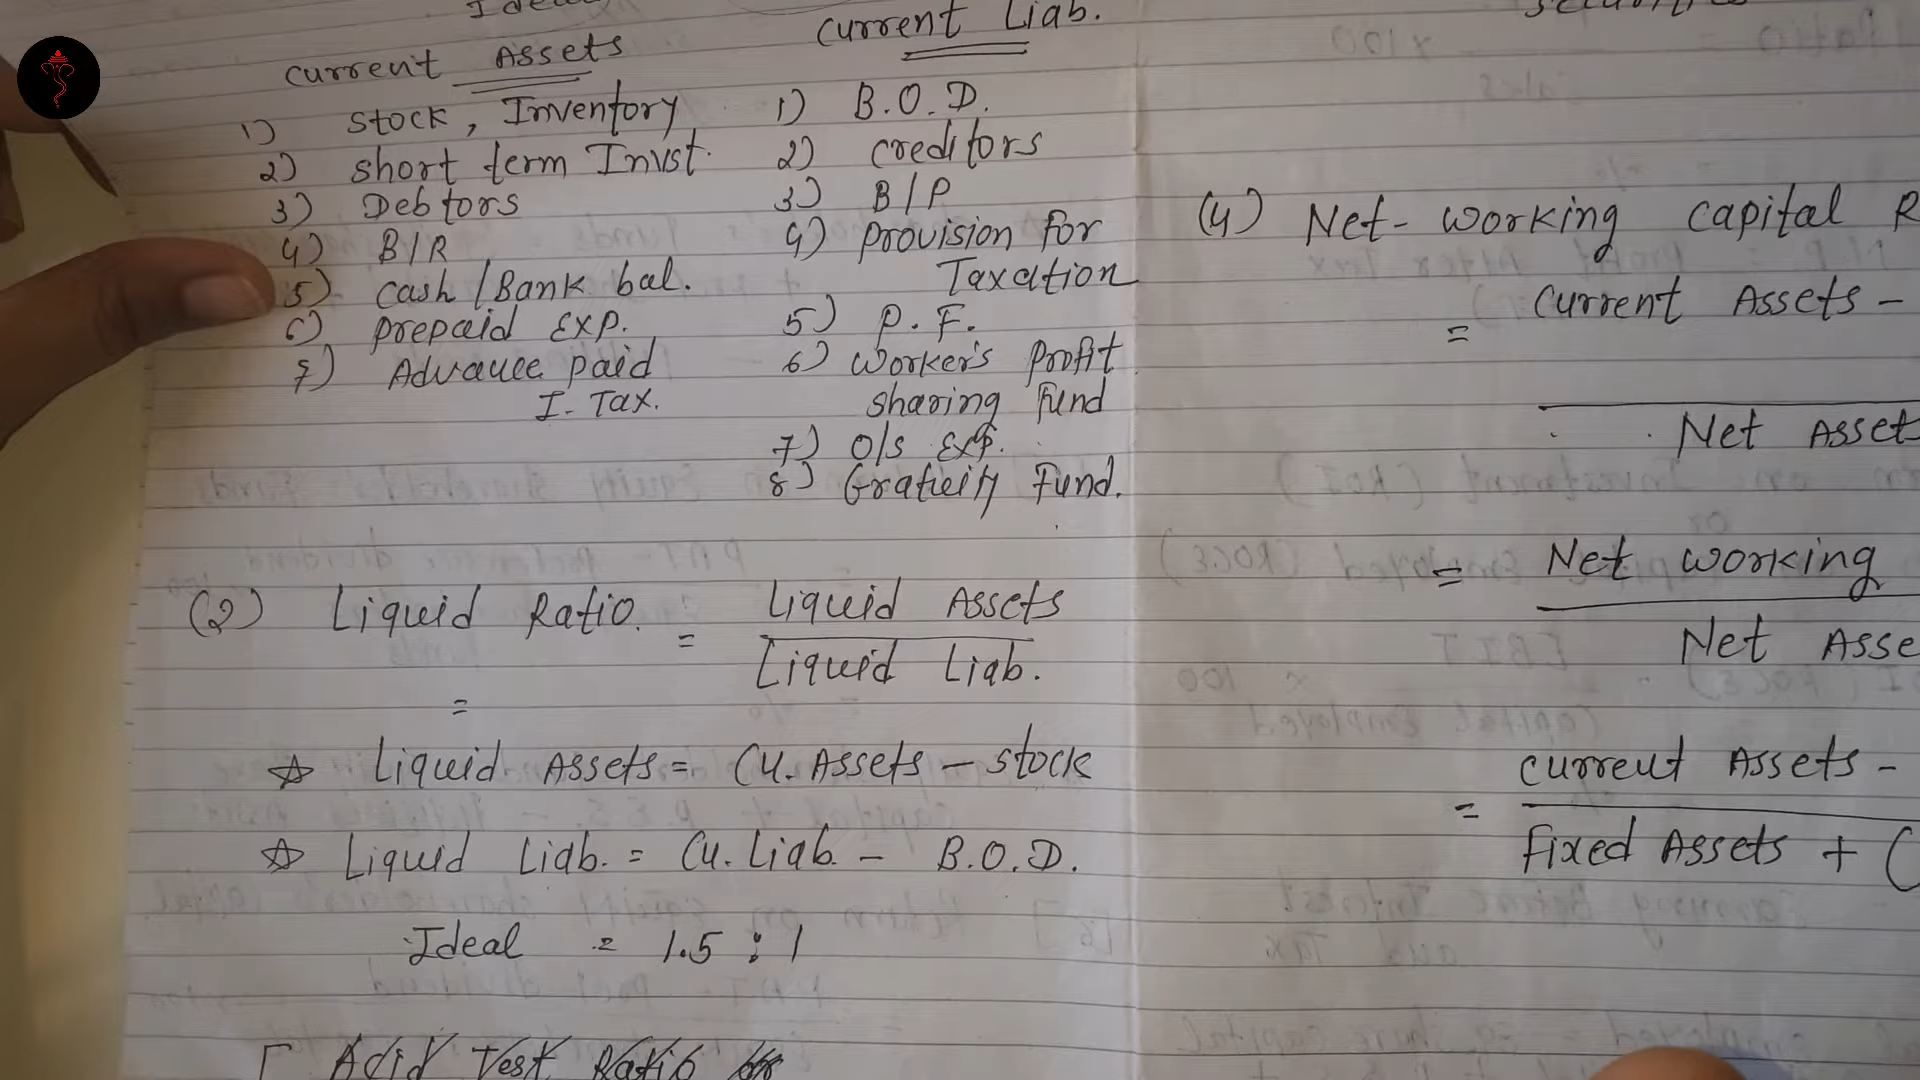 Current Assets
1) Stock, Inventory
2) short term Invst.
3) Debtors
4) B/R
5) cash / Bank bal.
6) prepaid Exp.
7) Advance paid
I. Tax.
Current Liab.
1) B.O.D.
2) creditors
3) B/P
4) provision for
Taxation
5) P.F.
6) Worker's Profit
sharing Fund
7) O/s Exp.
8) Gratuity Fund.
(2) Liquid Ratio. = Liquid Assets
Liquid Liab.
=
☆ Liquid Assets = Cu. Assets - stock
☆ Liquid Liab. = Cu. Liab. - B.O.D.
Ideal = 1.5 : 1
Acid Test Ratio
(4) Net-working capital R
= Current Assets -
Net Asset
= Net working
Net Asse
= current Assets -
Fixed Assets + C